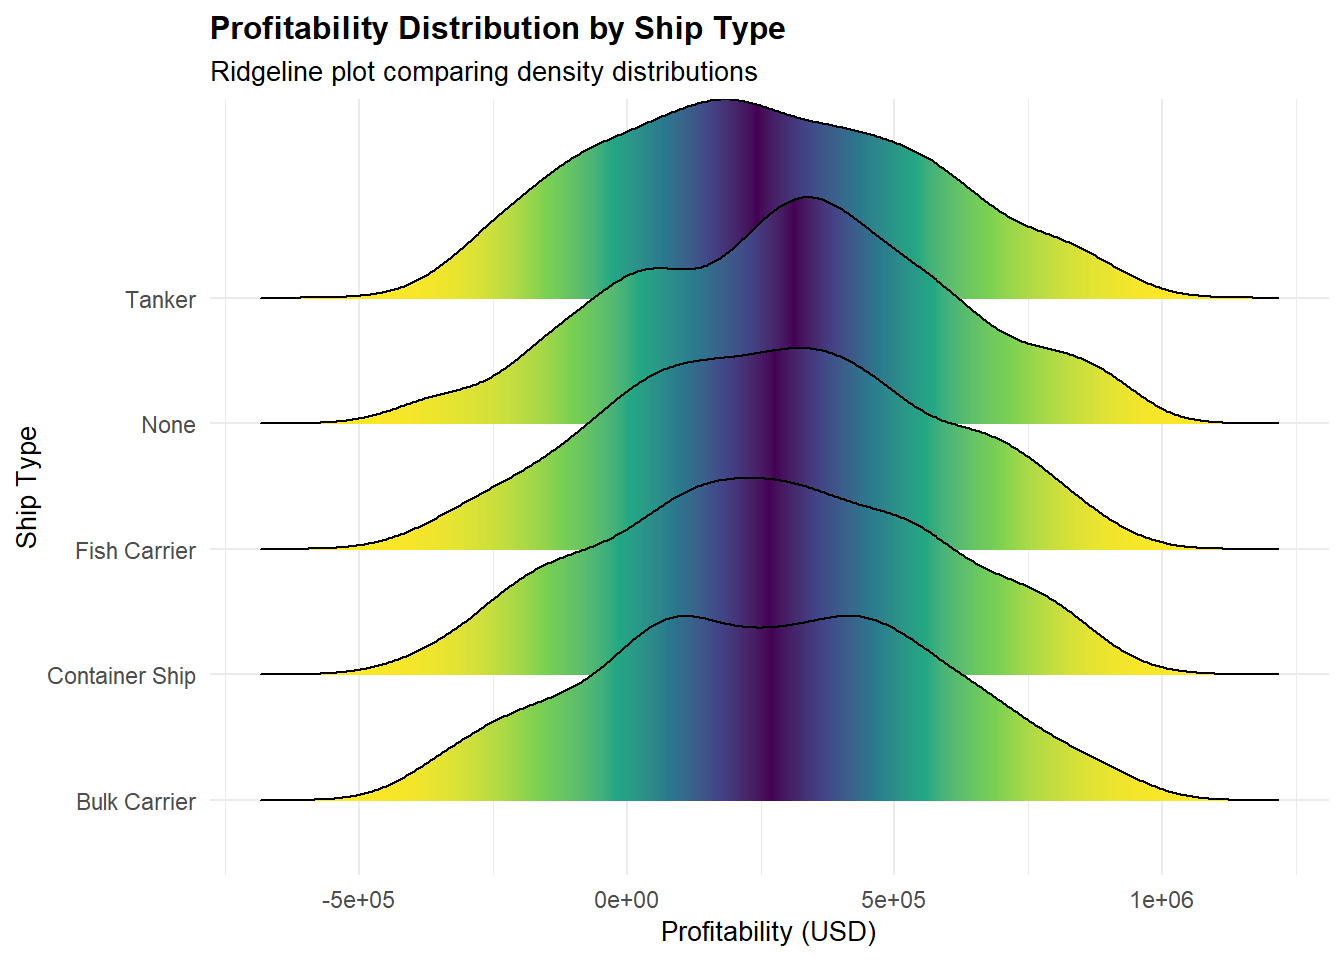 Profitability Distribution by Ship Type
Ridgeline plot comparing density distributions
Tanker
None
Fish Carrier
Container Ship
Bulk Carrier
Ship Type
-5e+05
0e+00
5e+05
1e+06
Profitability (USD)